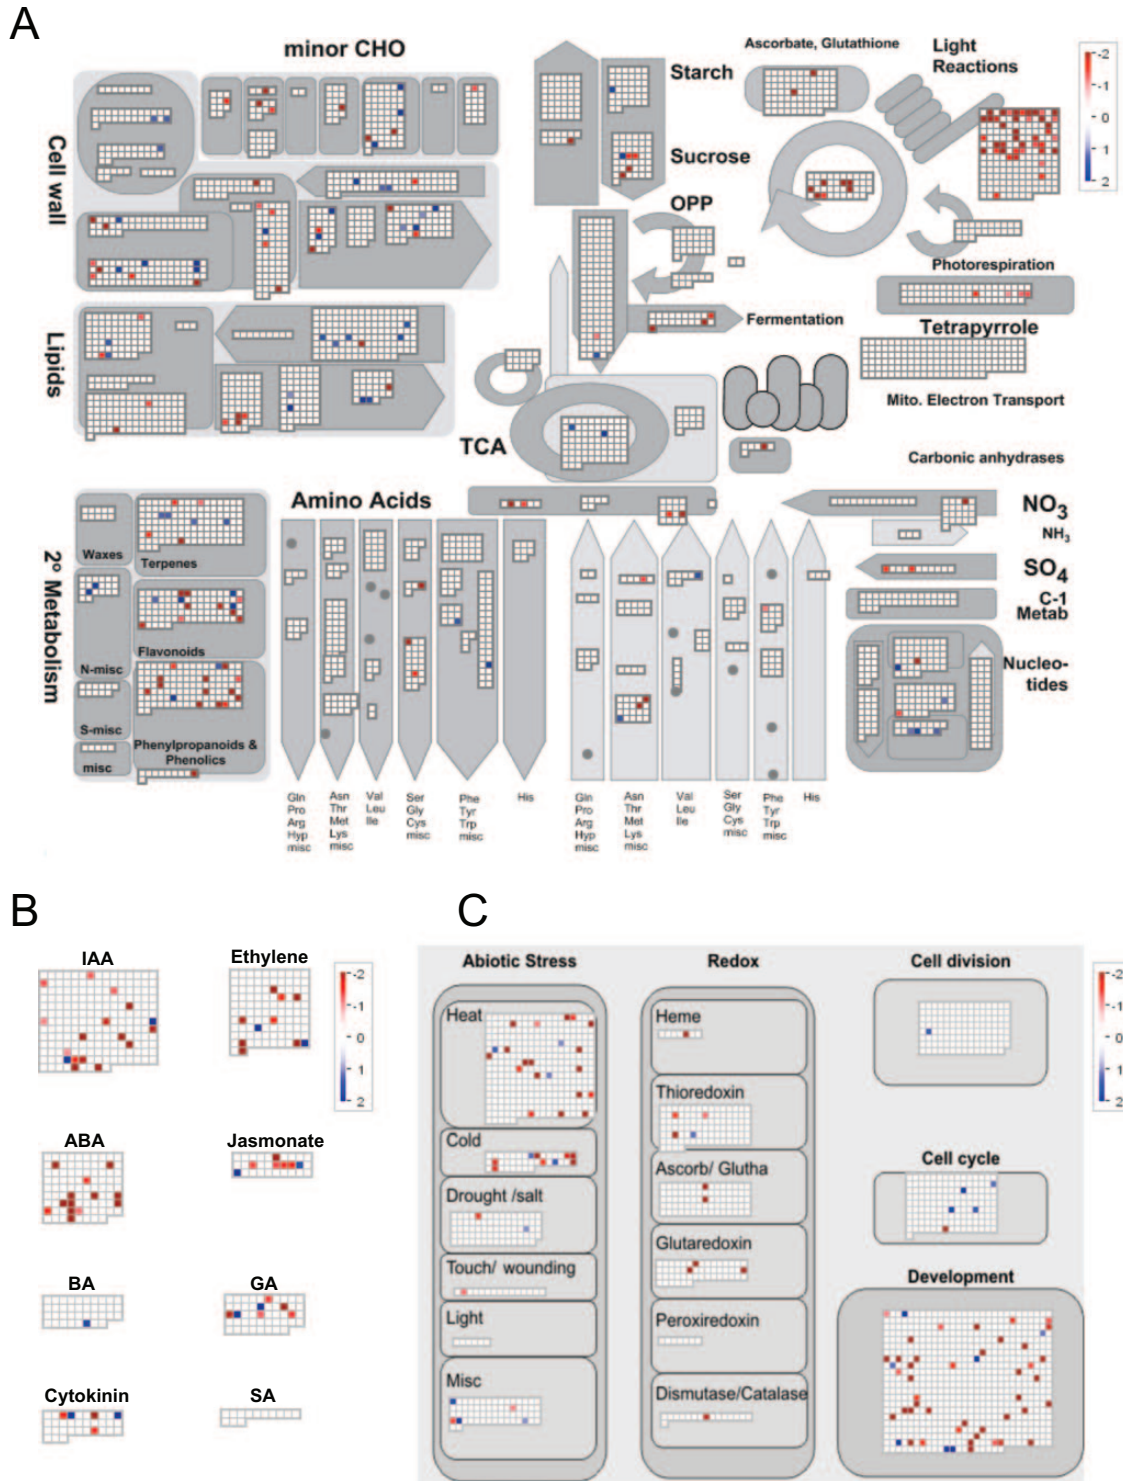 A
minor CHO
Cell wall
Lipids
2º Metabolism
Starch
Sucrose
OPP
Ascorbate, Glutathione
Light
Reactions
-2
-1
0
1
2
Photorespiration
Tetrapyrrole
Fermentation
Mito. Electron Transport
TCA
Carbonic anhydrases
Amino Acids
NO3
NH3
SO4
C-1
Metab
Nucleo-
tides
Waxes
Terpenes
Flavonoids
N-misc
S-misc
misc
Phenylpropanoids &
Phenolics
Gln
Pro
Arg
Hyp
misc
Asn
Thr
Met
Lys
misc
Val
Leu
Ile
Ser
Gly
Cys
misc
Phe
Tyr
Trp
misc
His
Gln
Pro
Arg
Hyp
misc
Asn
Thr
Met
Lys
misc
Val
Leu
Ile
Ser
Gly
Cys
misc
Phe
Tyr
Trp
misc
His
B
IAA
Ethylene
-2
-1
0
1
2
ABA
Jasmonate
BA
GA
Cytokinin
SA
C
Abiotic Stress
Heat
Cold
Drought /salt
Touch/ wounding
Light
Misc
Redox
Heme
Thioredoxin
Ascorb/ Glutha
Glutaredoxin
Peroxiredoxin
Dismutase/Catalase
Cell division
Cell cycle
Development
-2
-1
0
1
2